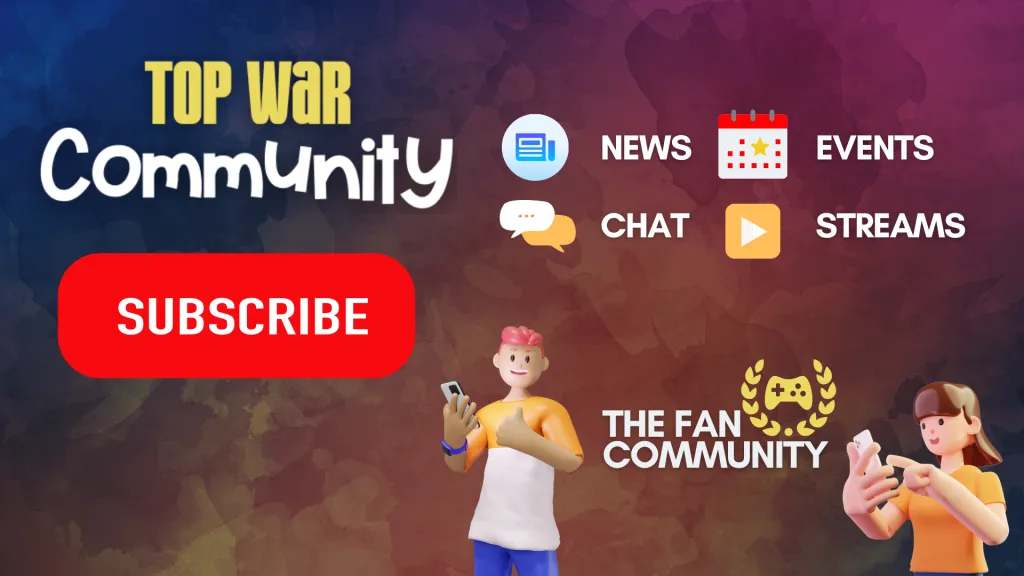 TOP WaR
Community
NEWS
EVENTS
CHAT
STREAMS
SUBSCRIBE
THE FAN
COMMUNITY